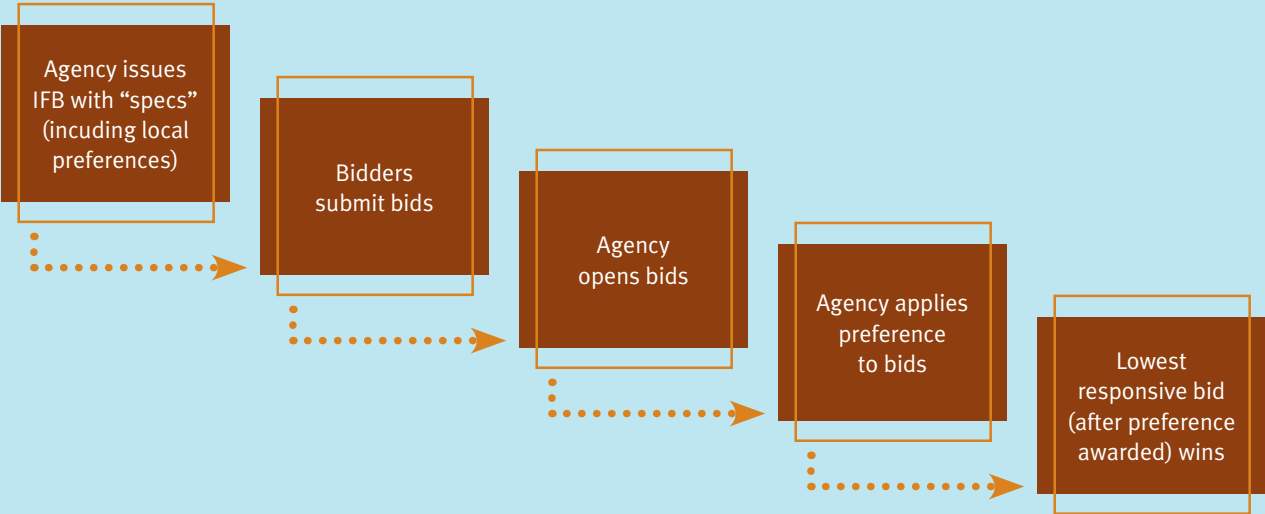 Agency issues
IFB with “specs”
(incuding local
preferences)
Bidders
submit bids
Agency
opens bids
Agency applies
preference
to bids
Lowest
responsive bid
(after preference
awarded) wins